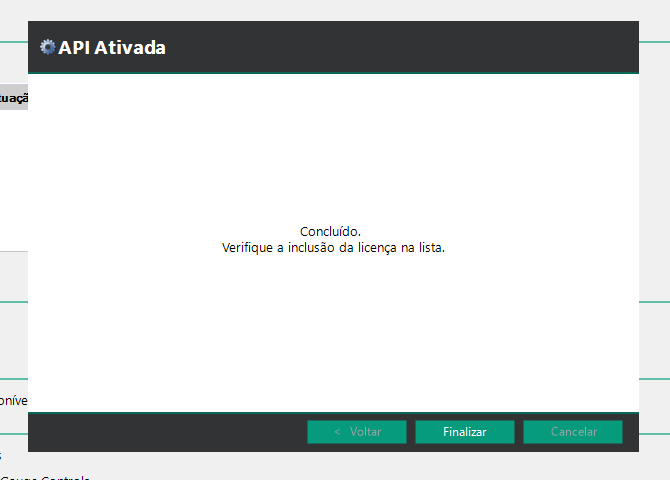 API Ativada
Concluído.
Verifique a inclusão da licença na lista.
< Voltar
Finalizar
Cancelar